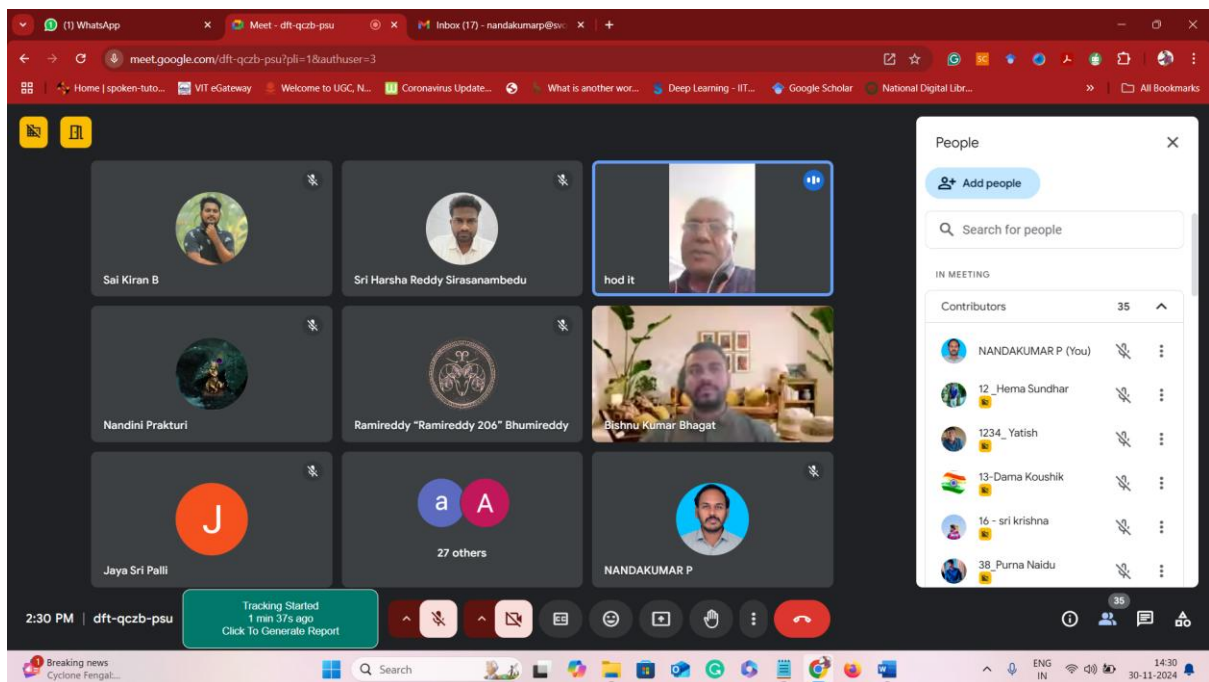 (1) WhatsApp
Meet - dft-qczb-psu
Inbox (17) - nandakumarp@svc
meet.google.com/dft-qczb-psu?pli=1&authuser=3
Home | spoken-tuto...
VIT eGateway
Welcome to UGC, N...
Coronavirus Update...
What is another wor...
Deep Learning - IIT...
Google Scholar
National Digital Libr...
All Bookmarks
Sai Kiran B
Sri Harsha Reddy Sirasanambedu
hod it
Nandini Prakturi
Ramireddy "Ramireddy 206" Bhumireddy
Bishnu Kumar Bhagat
J
Jaya Sri Palli
a A
27 others
NANDAKUMAR P
People
Add people
Search for people
IN MEETING
Contributors 35
NANDAKUMAR P (You)
12 _Hema Sundhar
1234_ Yatish
13-Dama Koushik
16 - sri krishna
38_Purna Naidu
2:30 PM | dft-qczb-psu
Tracking Started
1 min 37s ago
Click To Generate Report
35
Breaking news
Cyclone Fengal:...
Search
ENG
IN
14:30
30-11-2024